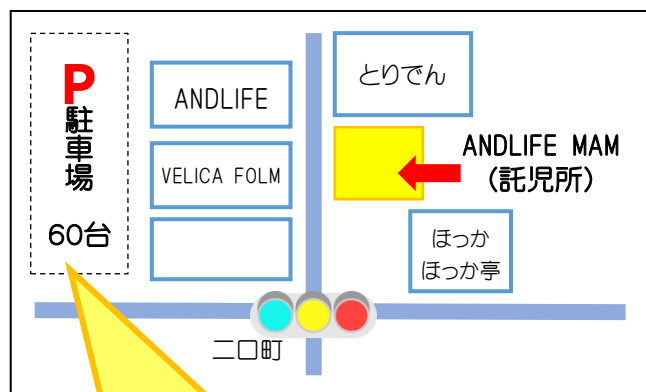 P
駐車場
60台
ANDLIFE
VELICA FOLM
とりでん
ANDLIFE MAM
(託児所)
ほっか
ほっか亭
二口町